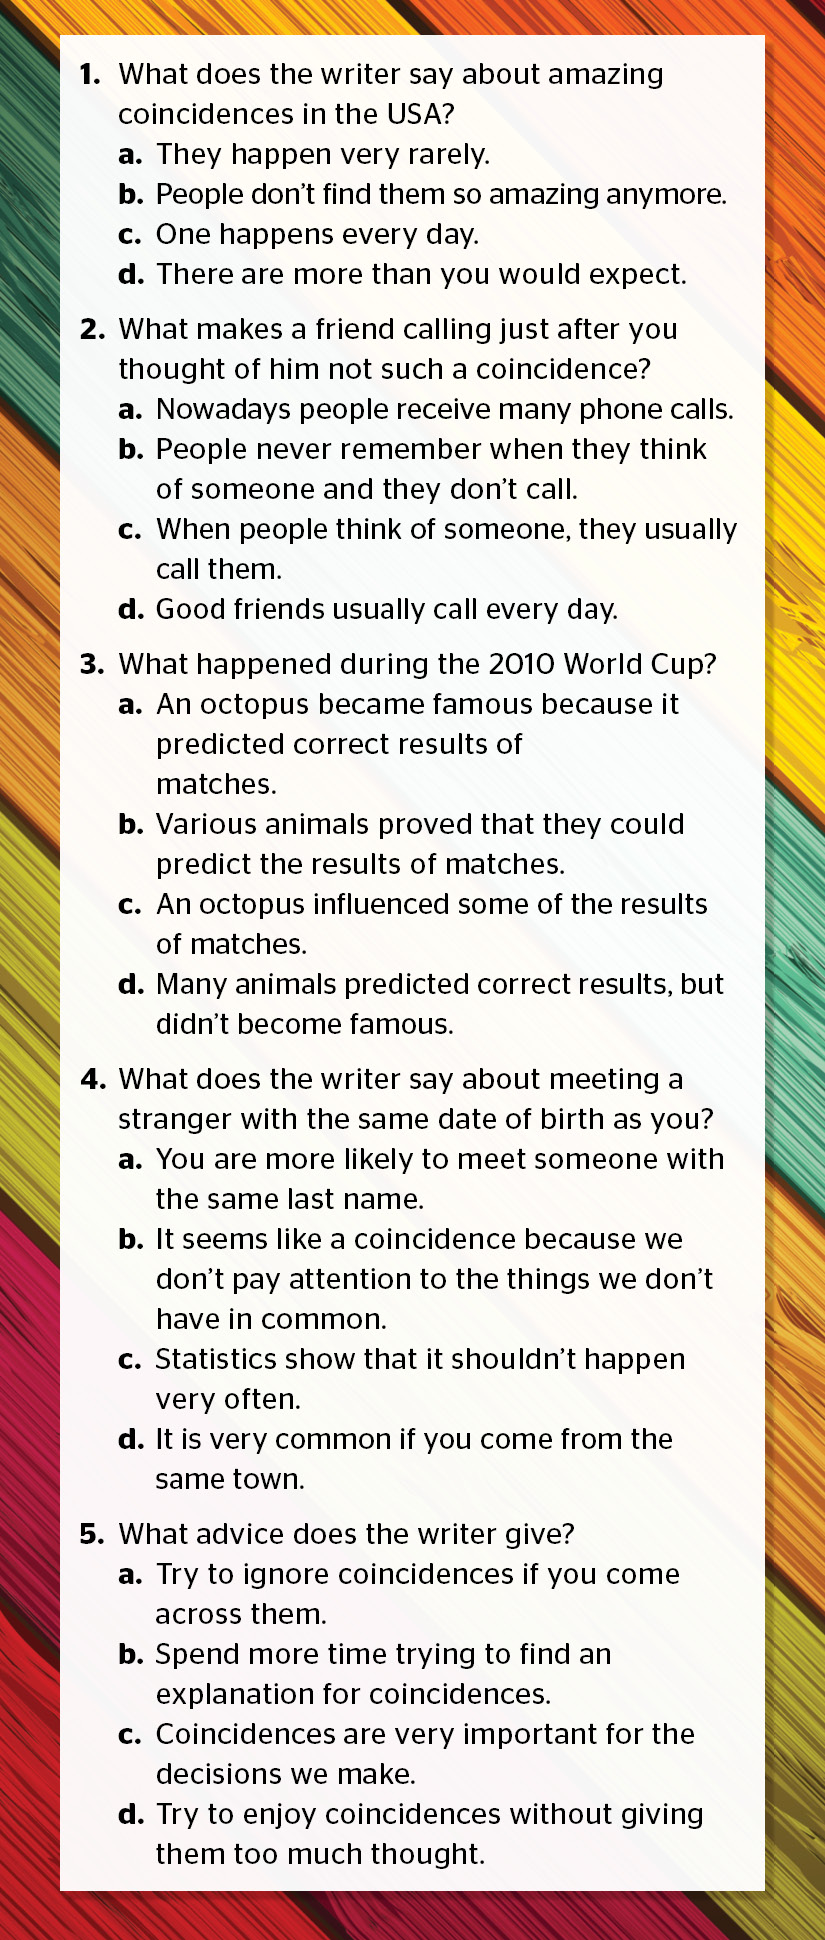 1. What does the writer say about amazing
coincidences in the USA?
a. They happen very rarely.
b. People don’t find them so amazing anymore.
c. One happens every day.
d. There are more than you would expect.
2. What makes a friend calling just after you
thought of him not such a coincidence?
a. Nowadays people receive many phone calls.
b. People never remember when they think
of someone and they don’t call.
c. When people think of someone, they usually
call them.
d. Good friends usually call every day.
3. What happened during the 2010 World Cup?
a. An octopus became famous because it
predicted correct results of
matches.
b. Various animals proved that they could
predict the results of matches.
c. An octopus influenced some of the results
of matches.
d. Many animals predicted correct results, but
didn’t become famous.
4. What does the writer say about meeting a
stranger with the same date of birth as you?
a. You are more likely to meet someone with
the same last name.
b. It seems like a coincidence because we
don’t pay attention to the things we don’t
have in common.
c. Statistics show that it shouldn’t happen
very often.
d. It is very common if you come from the
same town.
5. What advice does the writer give?
a. Try to ignore coincidences if you come
across them.
b. Spend more time trying to find an
explanation for coincidences.
c. Coincidences are very important for the
decisions we make.
d. Try to enjoy coincidences without giving
them too much thought.